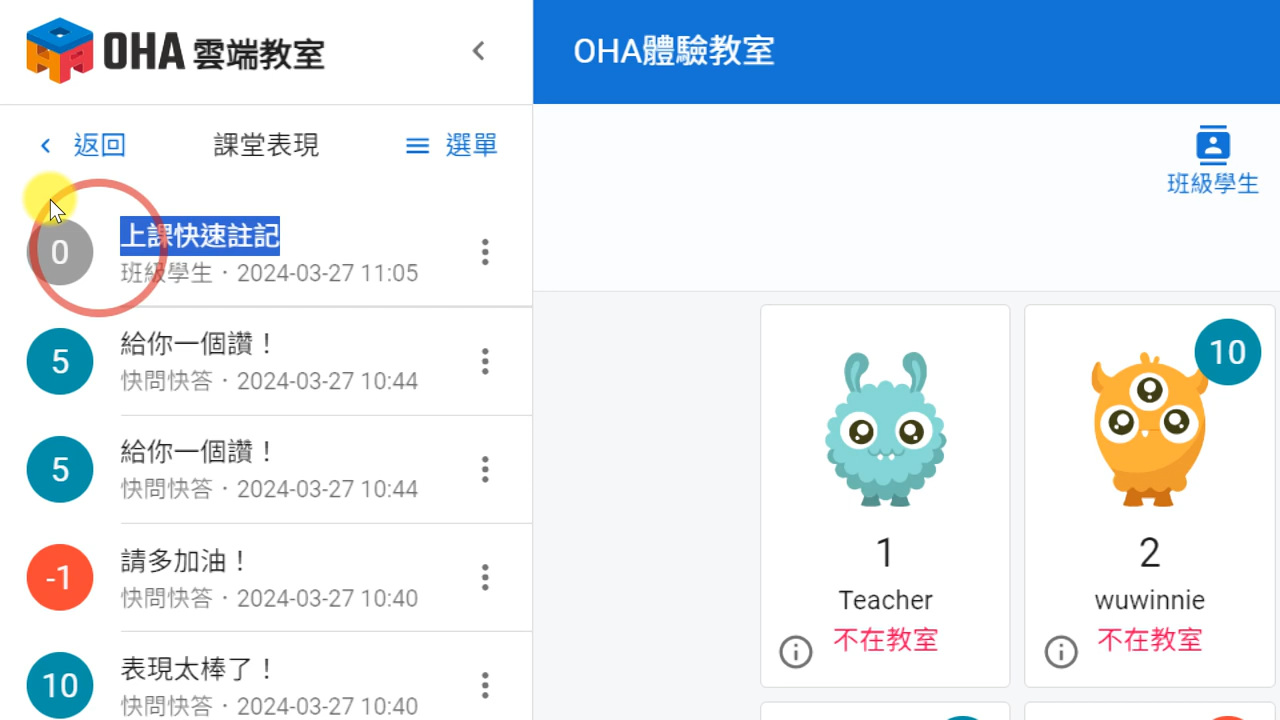 OHA 雲端教室
返回
課堂表現
選單
0
上課快速註記
班級學生・2024-03-27 11:05
5
給你一個讚！
快問快答・2024-03-27 10:44
5
給你一個讚！
快問快答・2024-03-27 10:44
-1
請多加油！
快問快答・2024-03-27 10:40
10
表現太棒了！
快問快答・2024-03-27 10:40
OHA體驗教室
班級學生
1
Teacher
不在教室
10
2
wuwinnie
不在教室